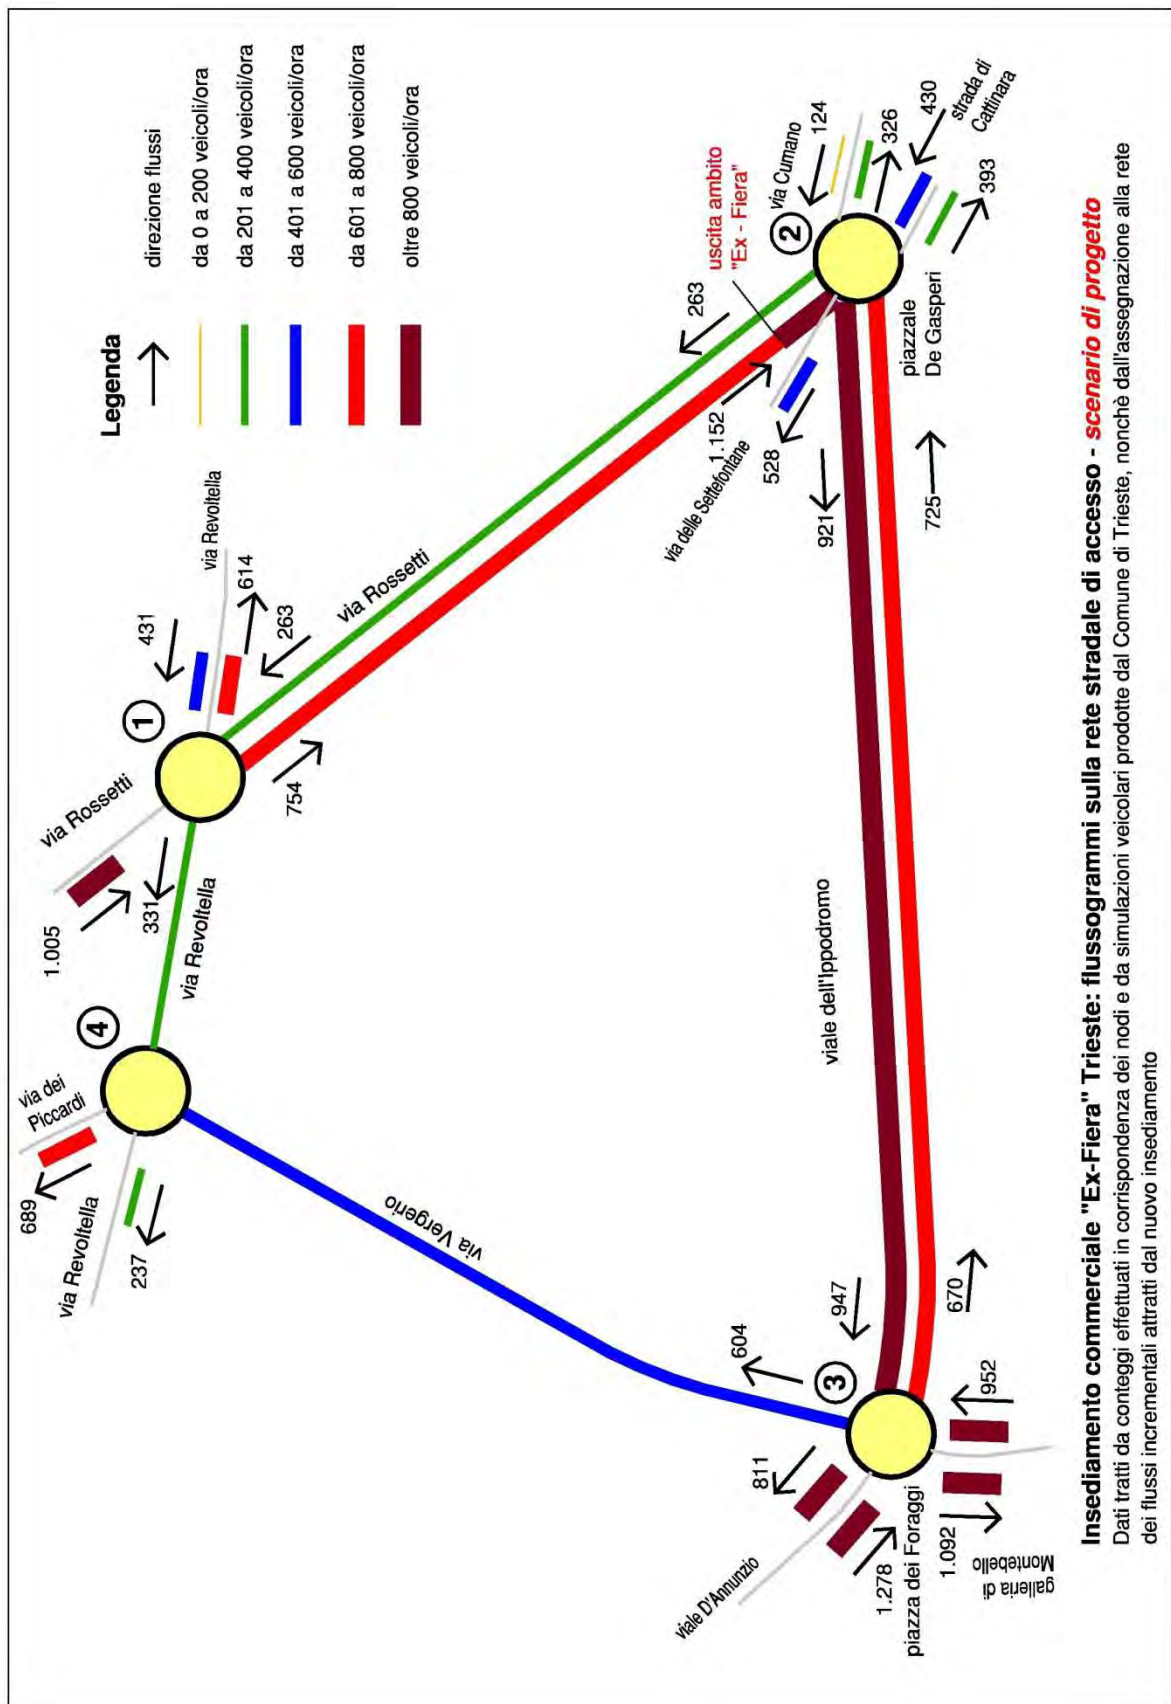 Legenda
direzione flussi
da 0 a 200 veicoli/ora
da 201 a 400 veicoli/ora
da 401 a 600 veicoli/ora
da 601 a 800 veicoli/ora
oltre 800 veicoli/ora
689
via dei
Piccardi
via Revoltella
237
4
1.005
via Rossetti
331
via Revoltella
1
431
via Revoltella
614
263
754
via Rossetti
via Vergerio
263
uscita ambito
"Ex - Fiera"
1.152
via delle Settefontane
528
2
via Cumano
124
326
430
strada di
Cattinara
393
piazzale
De Gasperi
921
725
viale dell'Ippodromo
947
670
604
3
811
viale D'Annunzio
1.278
piazza dei Foraggi
952
1.092
galleria di
Montebello
Insediamento commerciale "Ex-Fiera" Trieste: flussogrammi sulla rete stradale di accesso - scenario di progetto
Dati tratti da conteggi effettuati in corrispondenza dei nodi e da simulazioni veicolari prodotte dal Comune di Trieste, nonchè dall'assegnazione alla rete
dei flussi incrementali attratti dal nuovo insediamento